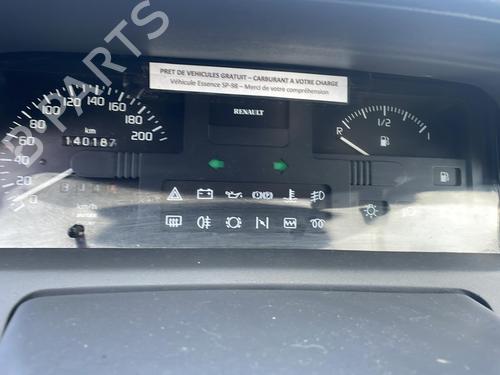 PRET DE VEHICULES GRATUIT – CARBURANT A VOTRE CHARGE
Véhicule Essence SP-98 – Merci de votre compréhension
RENAULT
0 20 40 60 80 100 120 140 160 180 200
km
140187
km/h
R 1/2 1
B-PARTS